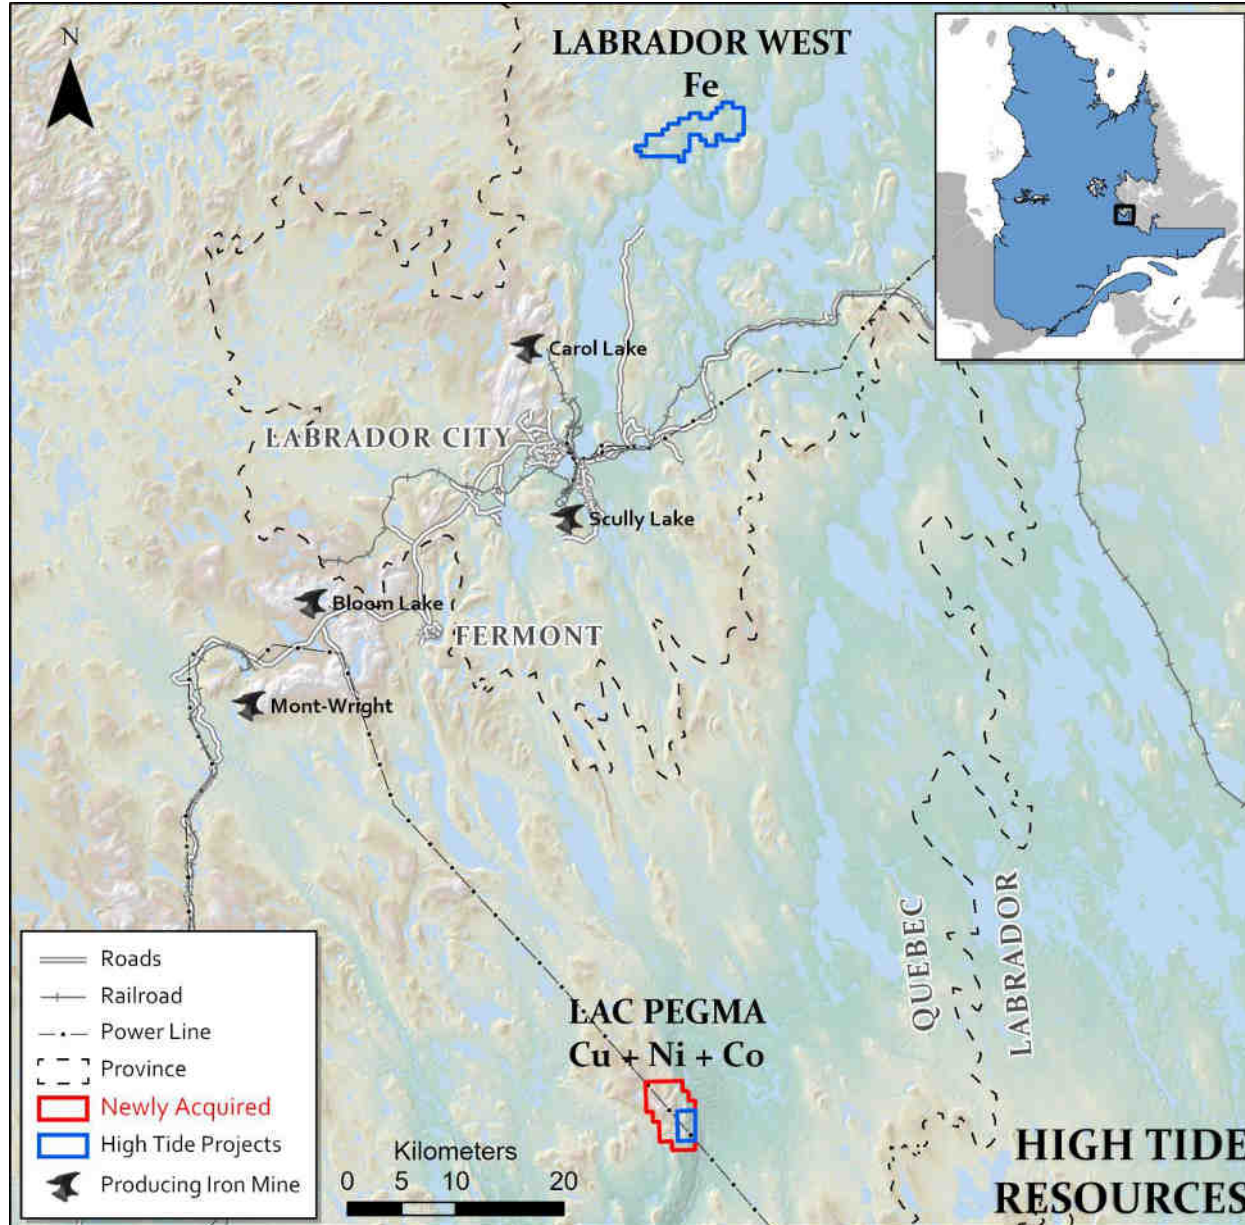 N
LABRADOR WEST
Fe
Carol Lake
LABRADOR CITY
Scully Lake
Bloom Lake
FERMONT
Mont-Wright
QUEBEC
LABRADOR
LAC PEGMA
Cu + Ni + Co
Roads
Railroad
Power Line
Province
Newly Acquired
High Tide Projects
Producing Iron Mine
Kilometers
0 5 10 20
HIGH TIDE
RESOURCES